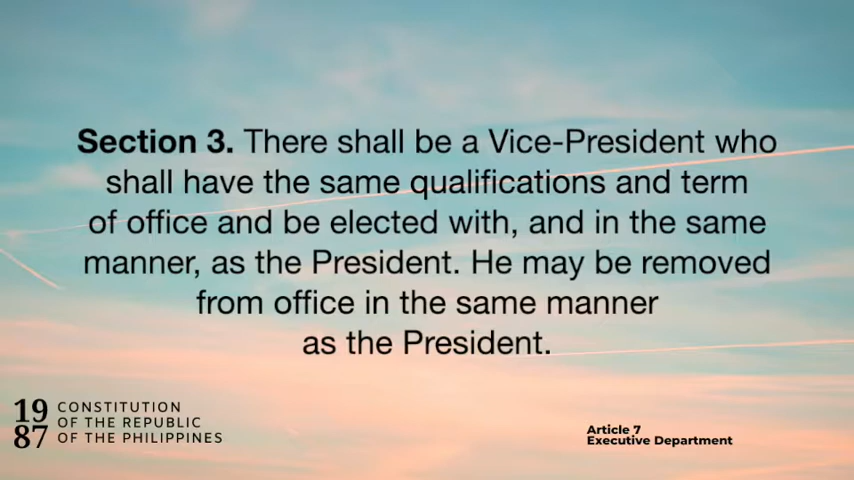 Section 3. There shall be a Vice-President who
shall have the same qualifications and term
of office and be elected with, and in the same
manner, as the President. He may be removed
from office in the same manner
as the President.
19
87
CONSTITUTION
OF THE REPUBLIC
OF THE PHILIPPINES
Article 7
Executive Department